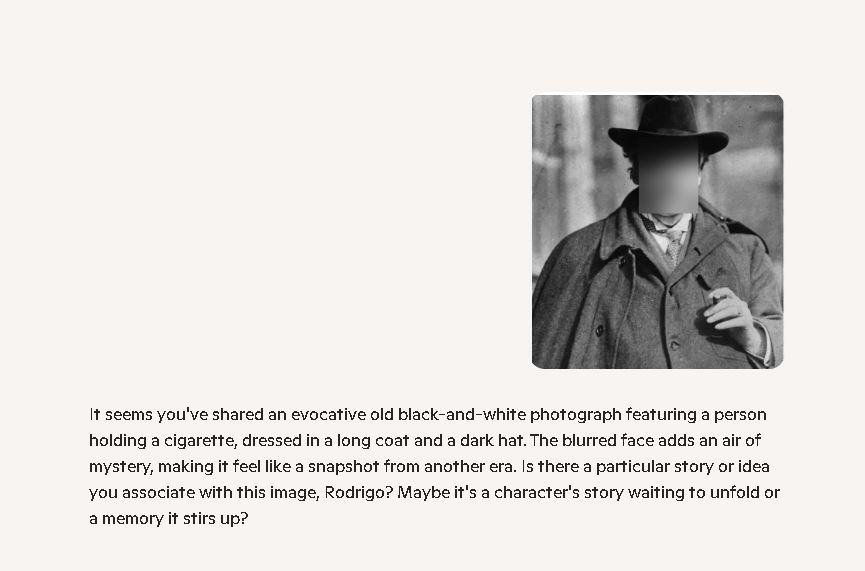 It seems you've shared an evocative old black-and-white photograph featuring a person
holding a cigarette, dressed in a long coat and a dark hat. The blurred face adds an air of
mystery, making it feel like a snapshot from another era. Is there a particular story or idea
you associate with this image, Rodrigo? Maybe it's a character's story waiting to unfold or
a memory it stirs up?